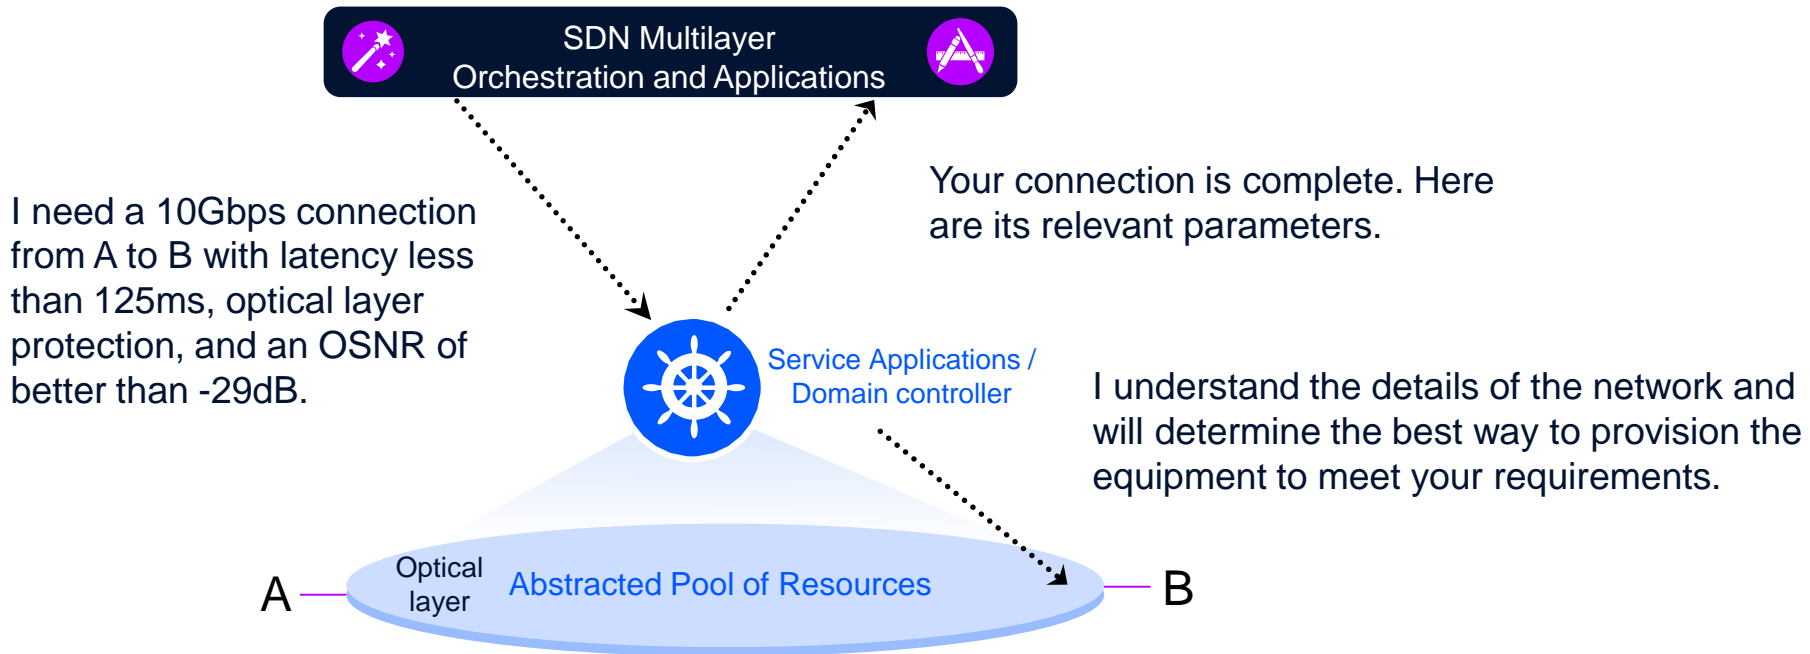 SDN Multilayer
Orchestration and Applications
I need a 10Gbps connection
from A to B with latency less
than 125ms, optical layer
protection, and an OSNR of
better than -29dB.
Your connection is complete. Here
are its relevant parameters.
Service Applications /
Domain controller
I understand the details of the network and
will determine the best way to provision the
equipment to meet your requirements.
A
Optical
layer
Abstracted Pool of Resources
B